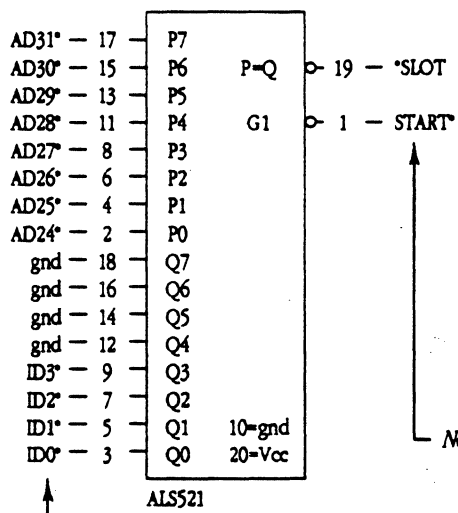 AD31* 17 P7
AD30* 15 P6 P=Q 19 *SLOT
AD29* 13 P5
AD28* 11 P4 G1 1 START*
AD27* 8 P3
AD26* 6 P2
AD25* 4 P1
AD24* 2 P0
gnd 18 Q7
gnd 16 Q6
gnd 14 Q5
gnd 12 Q4
ID3* 9 Q3
ID2* 7 Q2
ID1* 5 Q1 10=gnd
ID0* 3 Q0 20=Vcc
ALS521